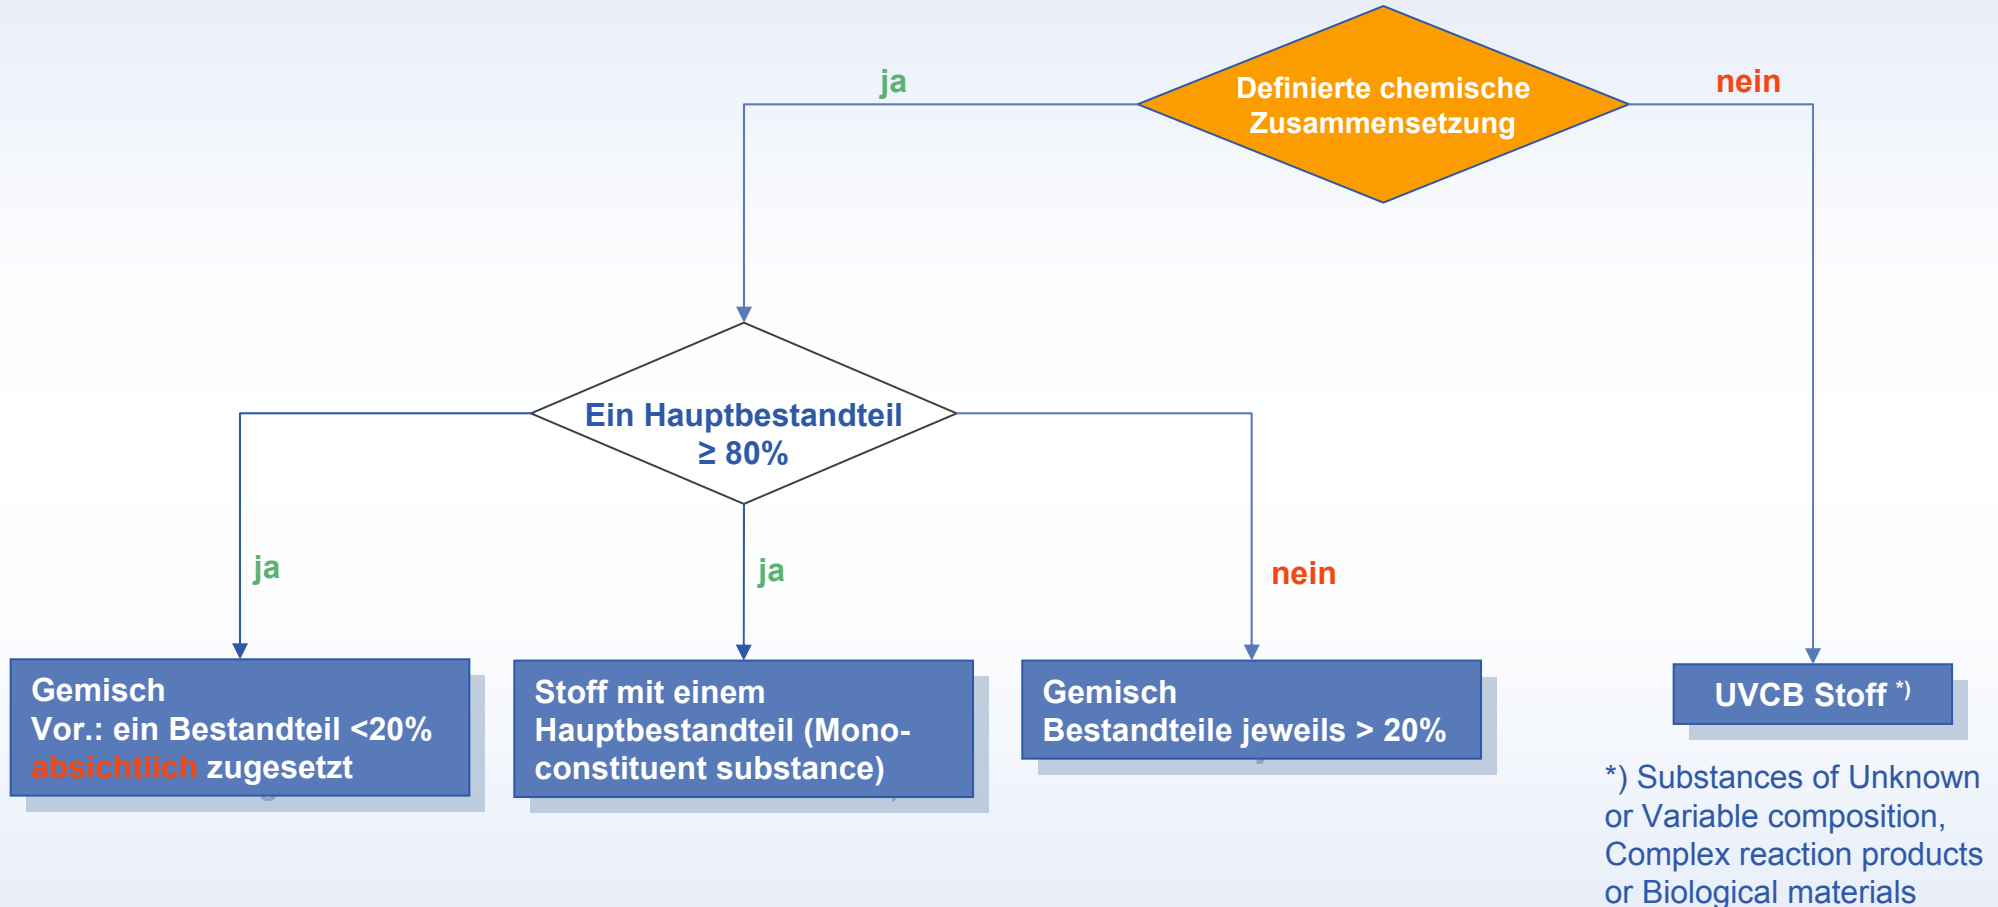 Definierte chemische
Zusammensetzung
ja
nein
Ein Hauptbestandteil
≥ 80%
ja
ja
nein
Gemisch
Vor.: ein Bestandteil <20%
absichtlich zugesetzt
Stoff mit einem
Hauptbestandteil (Mono-
constituent substance)
Gemisch
Bestandteile jeweils > 20%
UVCB Stoff *)
*) Substances of Unknown
or Variable composition,
Complex reaction products
or Biological materials